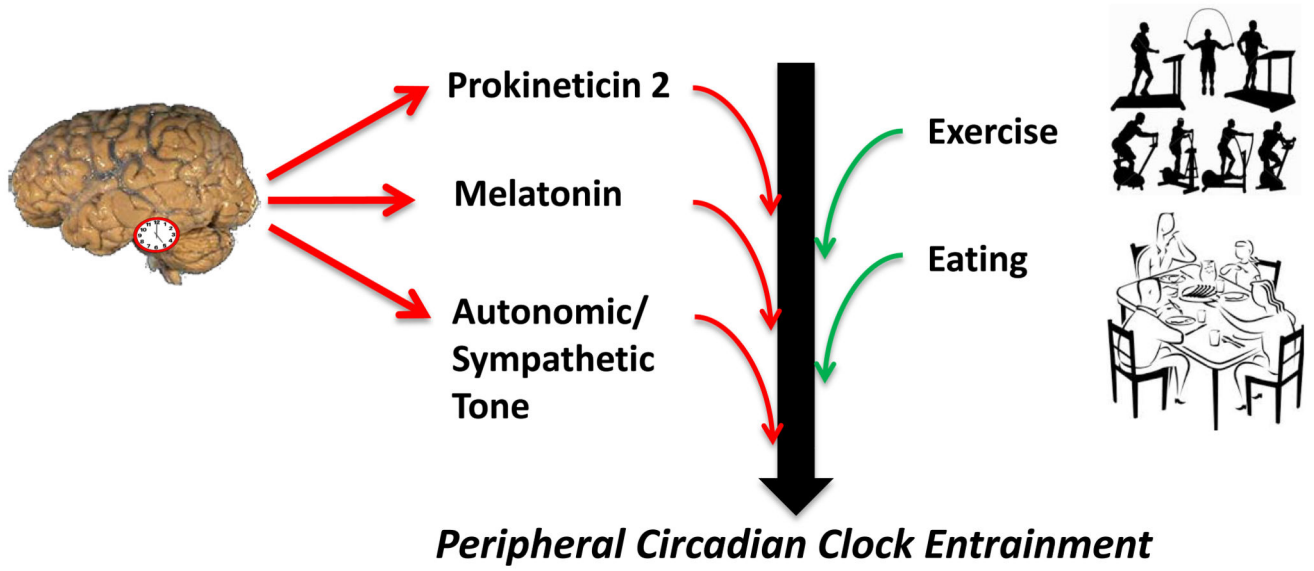 Prokineticin 2
Melatonin
Autonomic/
Sympathetic
Tone
Exercise
Eating
Peripheral Circadian Clock Entrainment